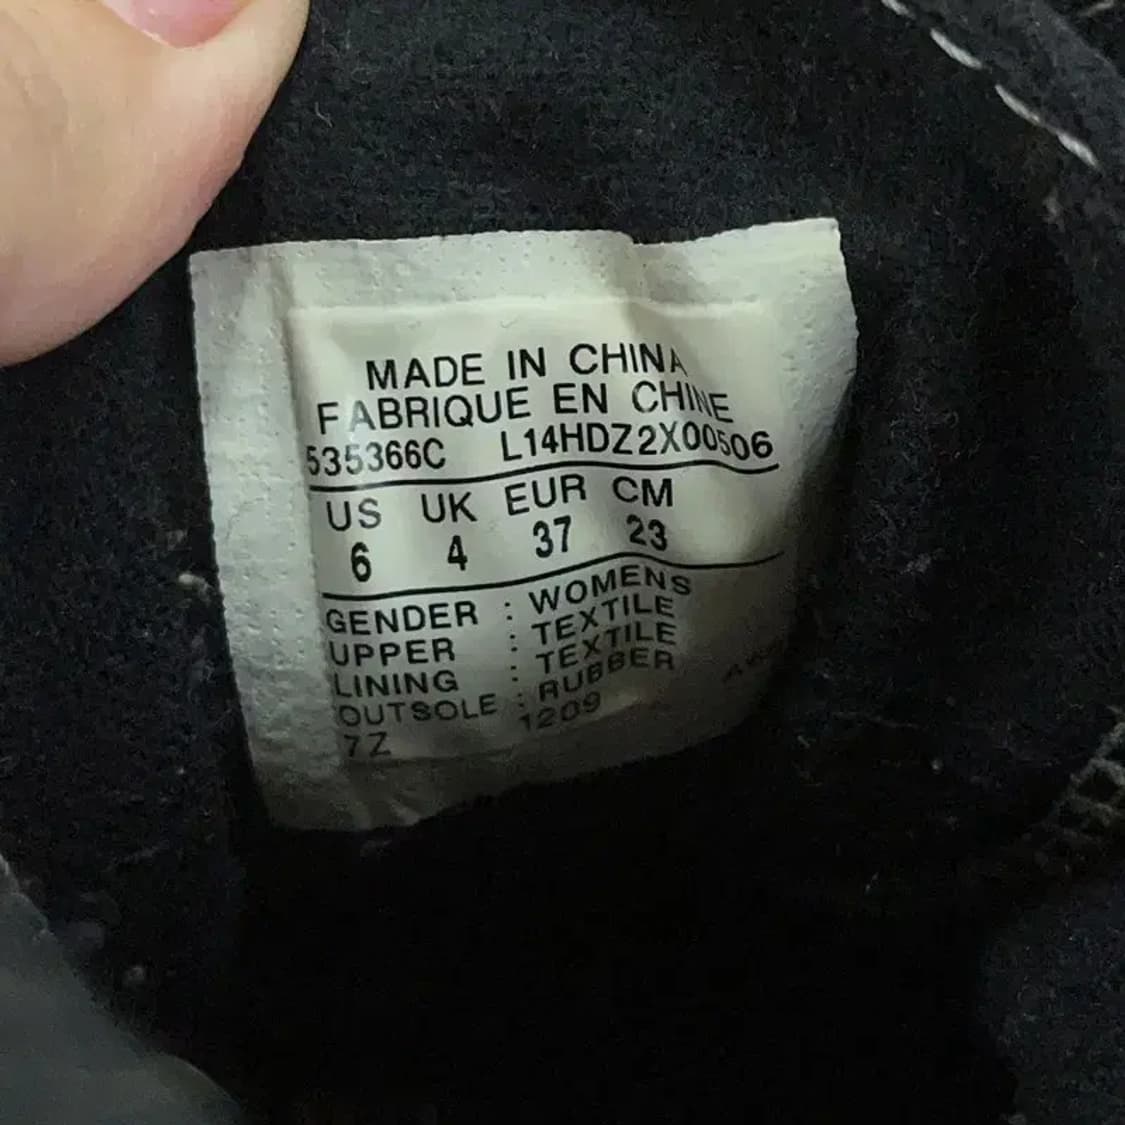 MADE IN CHINA
FABRIQUE EN CHINE
535366C L14HDZ2X00506
US UK EUR CM
6 4 37 23
GENDER : WOMENS
UPPER : TEXTILE
LINING : TEXTILE
OUTSOLE : RUBBER
7Z 1209